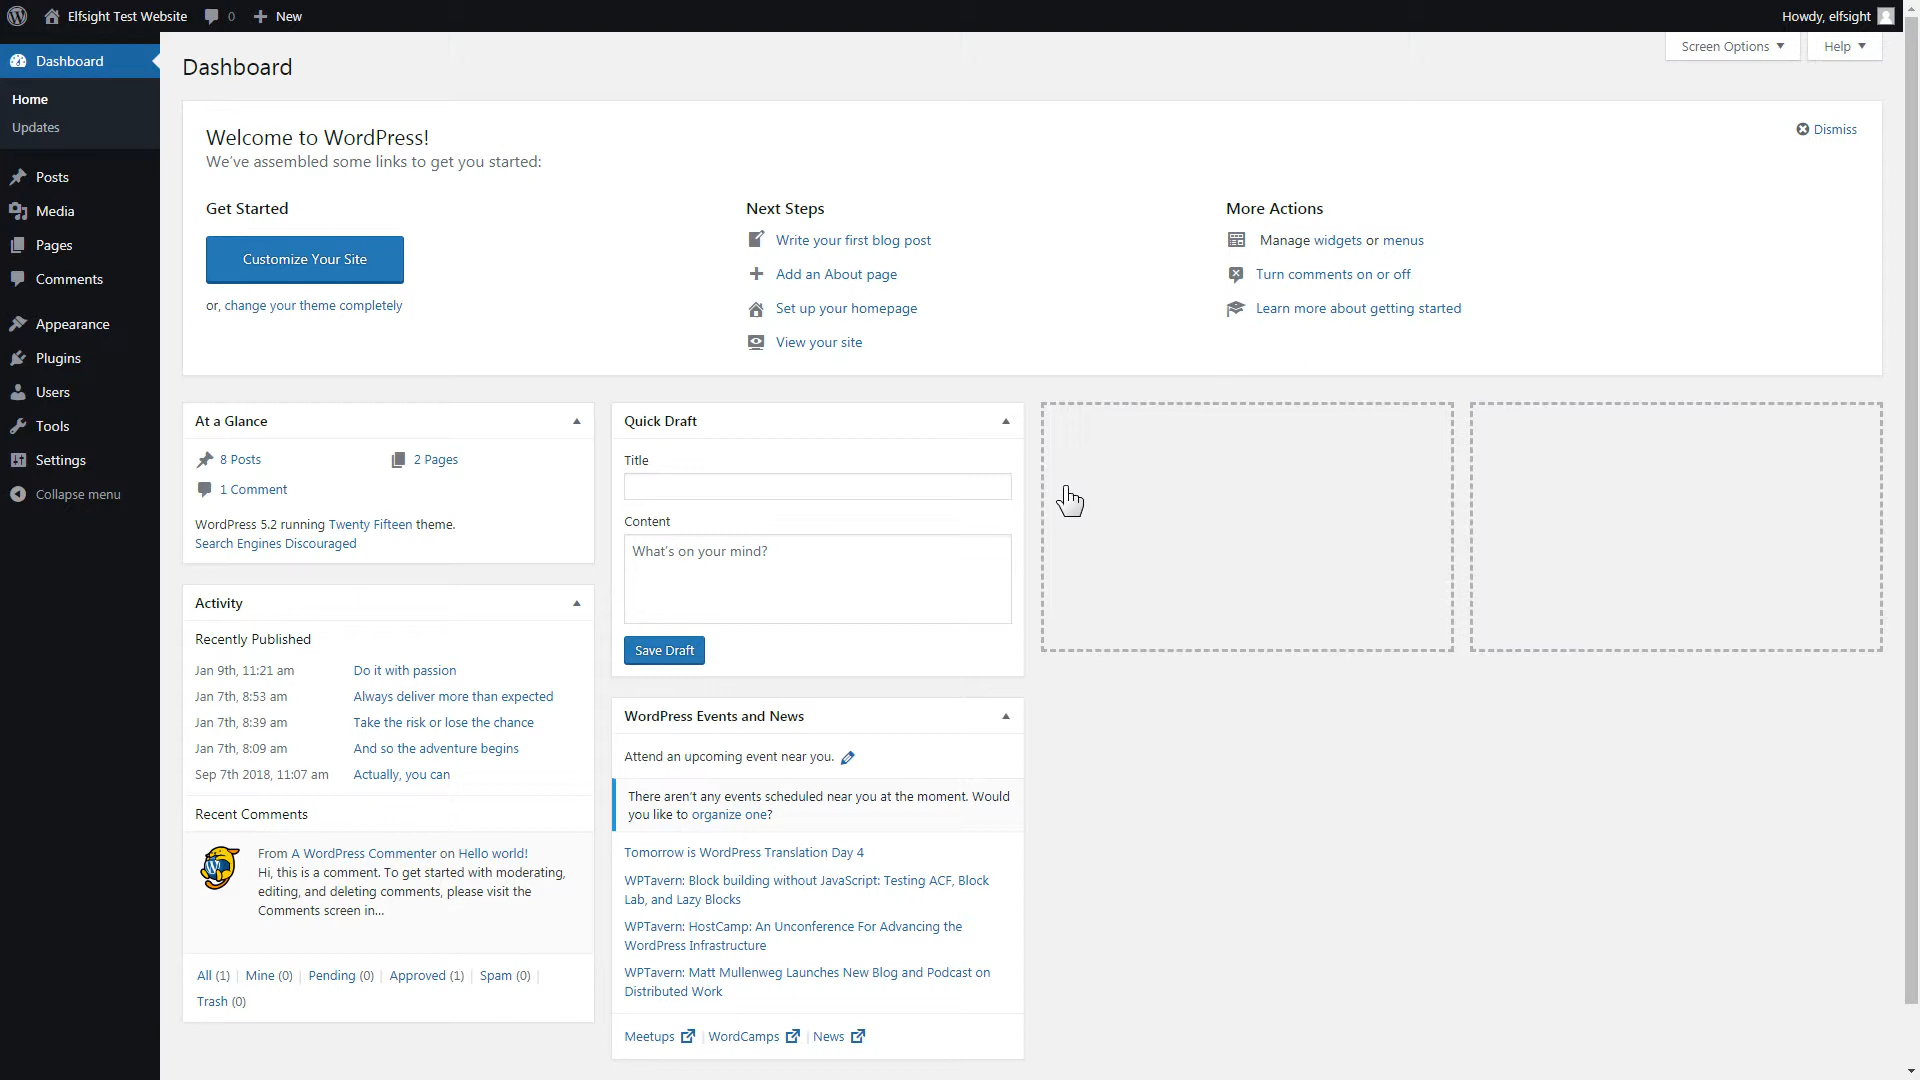 Elfsight Test Website 0 New Howdy, elfsight
Screen Options Help
Dashboard
Home
Updates
Posts
Media
Pages
Comments
Appearance
Plugins
Users
Tools
Settings
Collapse menu
Dashboard
Welcome to WordPress!
We've assembled some links to get you started:
Dismiss
Get Started
Customize Your Site
or, change your theme completely
Next Steps
Write your first blog post
Add an About page
Set up your homepage
View your site
More Actions
Manage widgets or menus
Turn comments on or off
Learn more about getting started
At a Glance
8 Posts 2 Pages
1 Comment
WordPress 5.2 running Twenty Fifteen theme.
Search Engines Discouraged
Activity
Recently Published
Jan 9th, 11:21 am Do it with passion
Jan 7th, 8:53 am Always deliver more than expected
Jan 7th, 8:39 am Take the risk or lose the chance
Jan 7th, 8:09 am And so the adventure begins
Sep 7th 2018, 11:07 am Actually, you can
Recent Comments
From A WordPress Commenter on Hello world!
Hi, this is a comment. To get started with moderating,
editing, and deleting comments, please visit the
Comments screen in...
All (1) | Mine (0) | Pending (0) | Approved (1) | Spam (0) |
Trash (0)
Quick Draft
Title
Content
What's on your mind?
Save Draft
WordPress Events and News
Attend an upcoming event near you.
There aren't any events scheduled near you at the moment. Would
you like to organize one?
Tomorrow is WordPress Translation Day 4
WPTavern: Block building without JavaScript: Testing ACF, Block
Lab, and Lazy Blocks
WPTavern: HostCamp: An Unconference For Advancing the
WordPress Infrastructure
WPTavern: Matt Mullenweg Launches New Blog and Podcast on
Distributed Work
Meetups | WordCamps | News